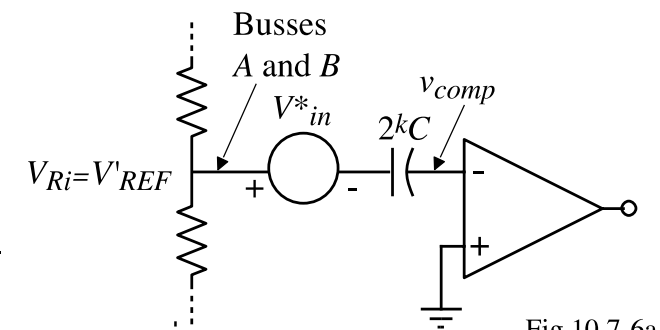 Busses
A and B
V*in
vcomp
2kC
VRi=V'REF
+
-
-
+
Fig.10.7-6a